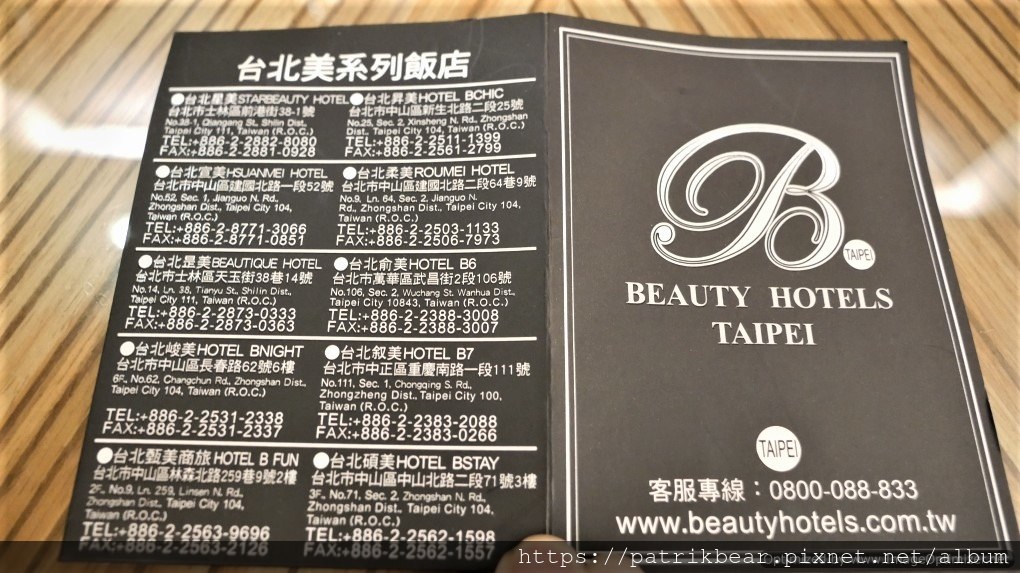 台北美系列飯店
●台北星美STARBEAUTY HOTEL
台北市士林區前港街38-1號
No.38-1, Qiangang St., Shilin Dist.,
Taipei City 111, Taiwan (R.O.C.)
TEL:+886-2-2882-8080
FAX:+886-2-2881-0928
●台北昇美HOTEL BCHIC
台北市中山區新生北路二段25號
No.25, Sec. 2, Xinsheng N. Rd., Zhongshan
Dist., Taipei City 104, Taiwan (R.O.C.)
TEL:+886-2-2511-1399
FAX:+886-2-2561-2799
●台北宣美HSUANMEI HOTEL
台北市中山區建國北路一段52號
No.52, Sec. 1, Jianguo N. Rd.,
Zhongshan Dist., Taipei City 104,
Taiwan (R.O.C.)
TEL:+886-2-8771-3066
FAX:+886-2-8771-0851
●台北柔美ROUMEI HOTEL
台北市中山區建國北路二段64巷9號
No.9, Ln. 64, Sec. 2, Jianguo N.
Rd., Zhongshan Dist., Taipei City 104,
Taiwan (R.O.C.)
TEL:+886-2-2503-1133
FAX:+886-2-2506-7973
●台北昰美BEAUTIQUE HOTEL
台北市士林區天玉街38巷14號
No.14, Ln. 38, Tianyu St., Shilin Dist.,
Taipei City 111, Taiwan (R.O.C.)
TEL:+886-2-2873-0333
FAX:+886-2-2873-0363
●台北俞美HOTEL B6
台北市萬華區武昌街2段106號
No.106, Sec. 2, Wuchang St., Wanhua Dist.,
Taipei City 10843, Taiwan (R.O.C.)
TEL:+886-2-2388-3008
FAX:+886-2-2388-3007
●台北峻美HOTEL BNIGHT
台北市中山區長春路62號6樓
6F., No.62, Changchun Rd., Zhongshan Dist.,
Taipei City 104, Taiwan (R.O.C.)
TEL:+886-2-2531-2338
FAX:+886-2-2531-2337
●台北叙美HOTEL B7
台北市中正區重慶南路一段111號
No.111, Sec. 1, Chongqing S. Rd.,
Zhongzheng Dist., Taipei City 100,
Taiwan (R.O.C.)
TEL:+886-2-2383-2088
FAX:+886-2-2383-0266
●台北甄美商旅 HOTEL B FUN
台北市中山區林森北路259巷9號2樓
2F., No.9, Ln. 259, Linsen N. Rd.,
Zhongshan Dist., Taipei City 104,
Taiwan (R.O.C.)
TEL:+886-2-2563-9696
FAX:+886-2-2563-2126
●台北碩美HOTEL BSTAY
台北市中山區中山北路二段71號3樓
3F., No.71, Sec. 2, Zhongshan N. Rd.,
Zhongshan Dist., Taipei City 104,
Taiwan (R.O.C.)
TEL:+886-2-2562-1598
FAX:+886-2-2562-1557
B
TAIPEI
BEAUTY HOTELS
TAIPEI
TAIPEI
客服專線：0800-088-833
www.beautyhotels.com.tw
https://patrikbear.pixnet.net/album